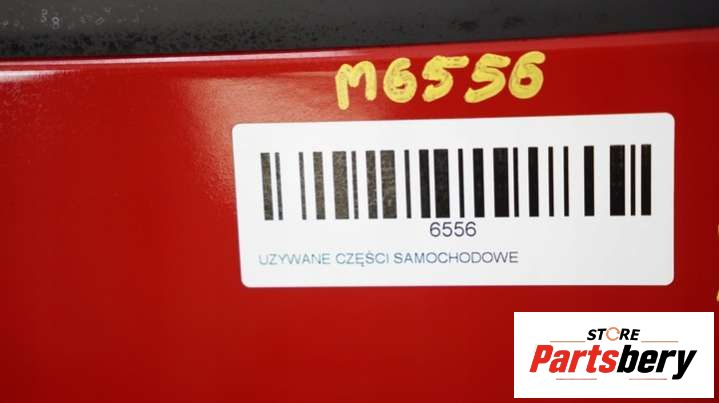 M6556
6556
UZYWANE CZĘŚCI SAMOCHODOWE
STORE
Partsbery